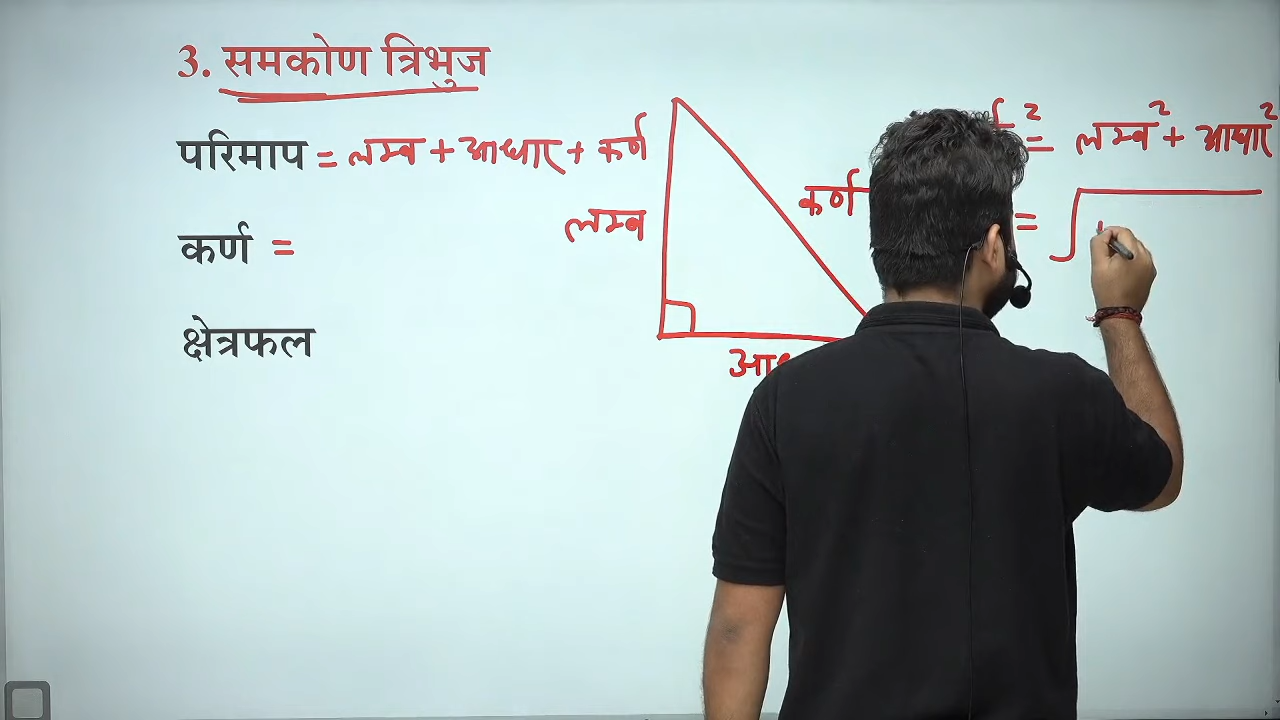 3. समकोण त्रिभुज
परिमाप = लम्ब + आधार + कर्ण
कर्ण =
क्षेत्रफल
लम्ब
कर्ण
² = लम्ब² + आधार²
= √